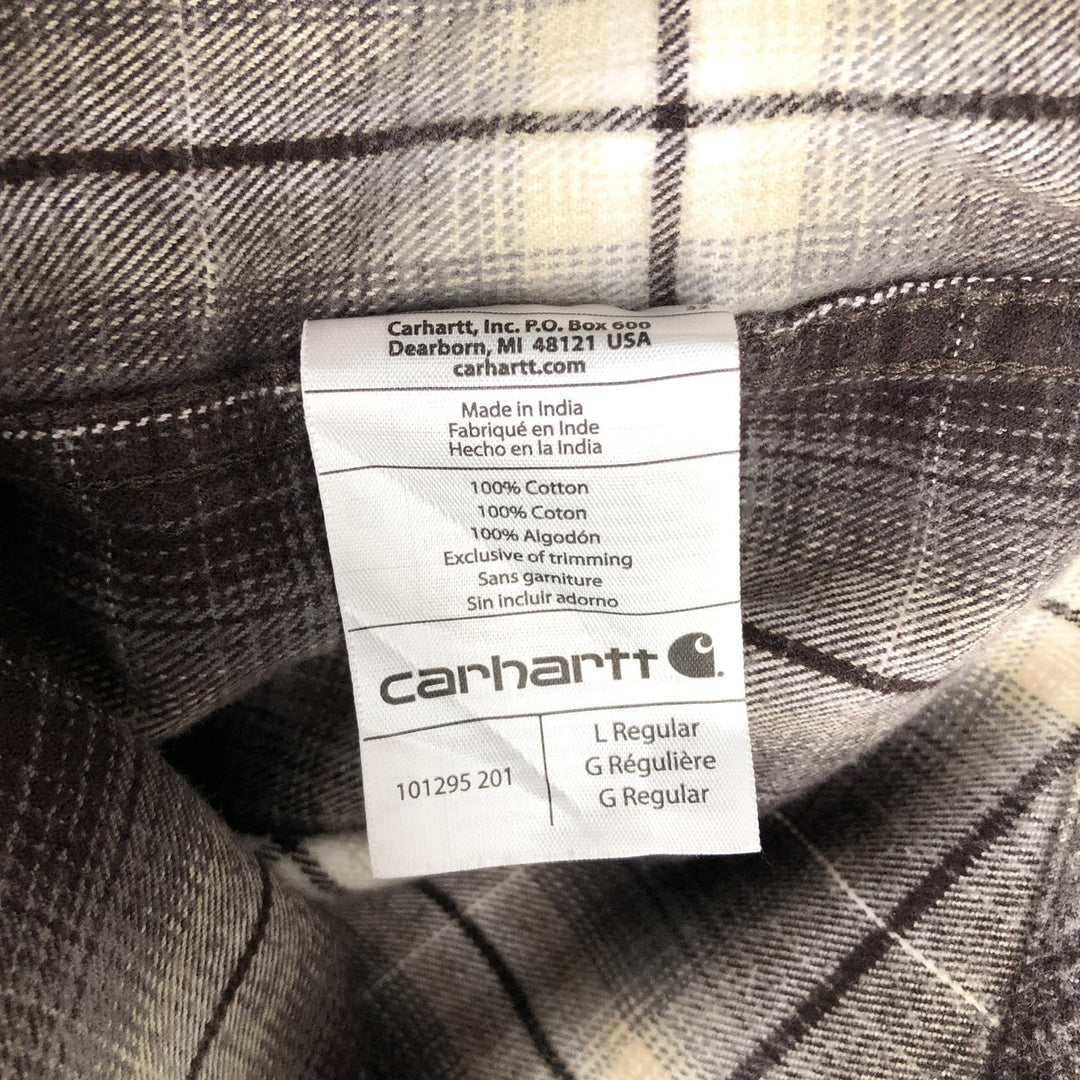 Carhartt, Inc. P.O. Box 600
Dearborn, MI 48121 USA
carhartt.com
Made in India
Fabriqué en Inde
Hecho en la India
100% Cotton
100% Coton
100% Algodón
Exclusive of trimming
Sans garniture
Sin incluir adorno
carhartt
101295 201
L Regular
G Régulière
G Regular